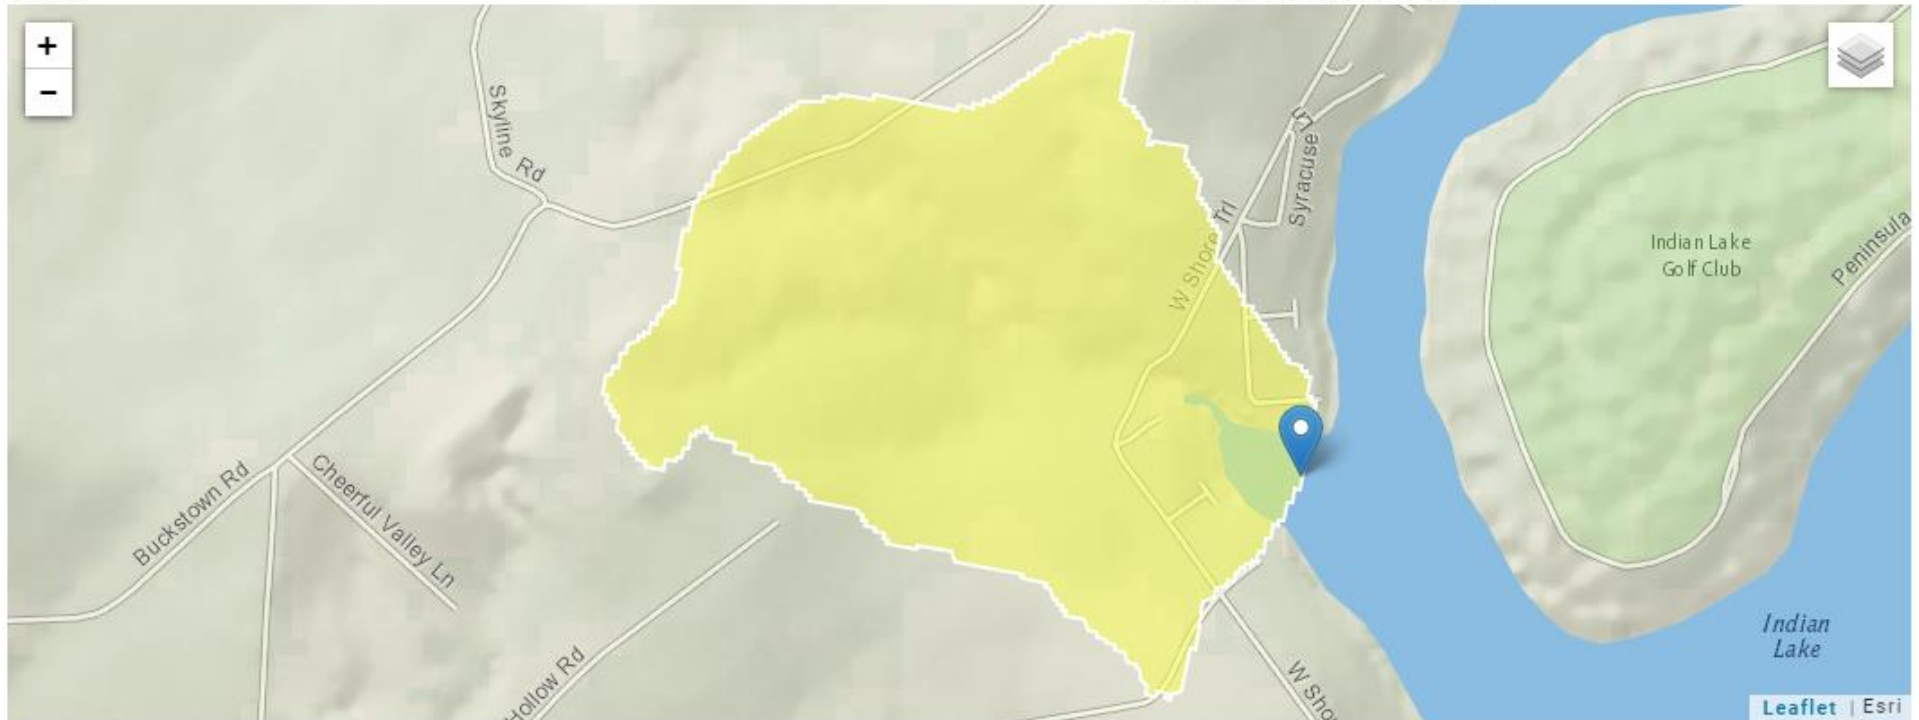 +
−
Skyline Rd
Syracuse Ln
W Shore Trl
Indian Lake
Golf Club
Peninsula
Buckstown Rd
Cheerful Valley Ln
Hollow Rd
W Sho
Indian
Lake
Leaflet | Esri